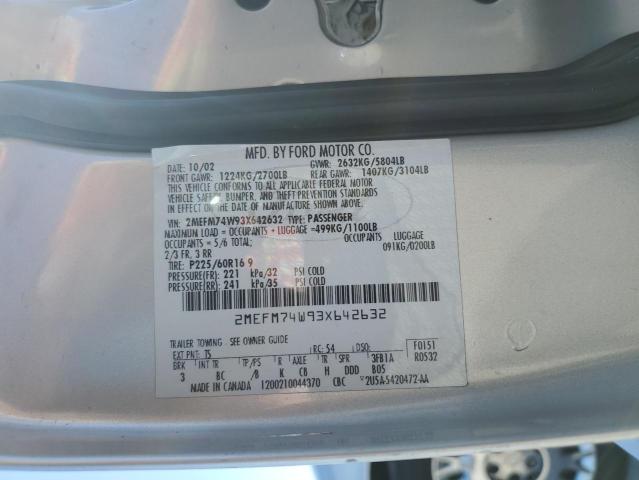 MFD. BY FORD MOTOR CO.
DATE: 10/02 GVWR: 2632KG/5804LB
FRONT GAWR: 1224KG/2700LB REAR GAWR: 1407KG/3104LB
THIS VEHICLE CONFORMS TO ALL APPLICABLE FEDERAL MOTOR
VEHICLE SAFETY, BUMPER, AND THEFT PREVENTION STANDARDS
IN EFFECT ON THE DATE OF MANUFACTURE SHOWN ABOVE.
VIN: 2MEFM74W93X642632 TYPE: PASSENGER
MAXIMUM LOAD = OCCUPANTS + LUGGAGE =499KG/1100LB
OCCUPANTS = 5/6 TOTAL: LUGGAGE
2/3 FR, 3 RR 091KG/0200LB
TIRE: P225/60R16 9
PRESSURE(FR): 221 kPa/32 PSI COLD
PRESSURE(RR): 241 kPa/35 PSI COLD
2MEFM74W93X642632
TRAILER TOWING - SEE OWNER GUIDE
EXT PNT: TS RC: 54 DSO: F0151
BRK INT TR TP/PS R AXLE TR SPR 3FB1A R0532
3 BC /B K CB H DDD B05
MADE IN CANADA 1200210044370 CBC 2U5A-5420472-AA